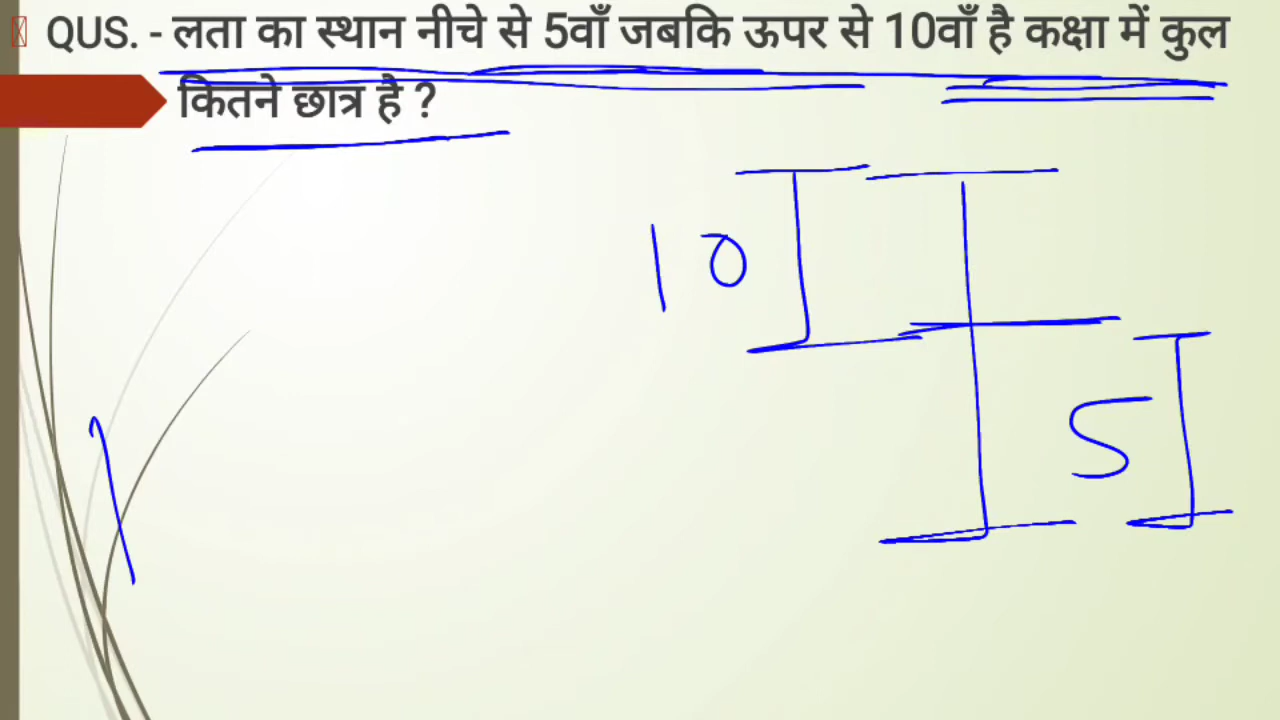 QUS. - लता का स्थान नीचे से 5वाँ जबकि ऊपर से 10वाँ है कक्षा में कुल
कितने छात्र है ?
10
5